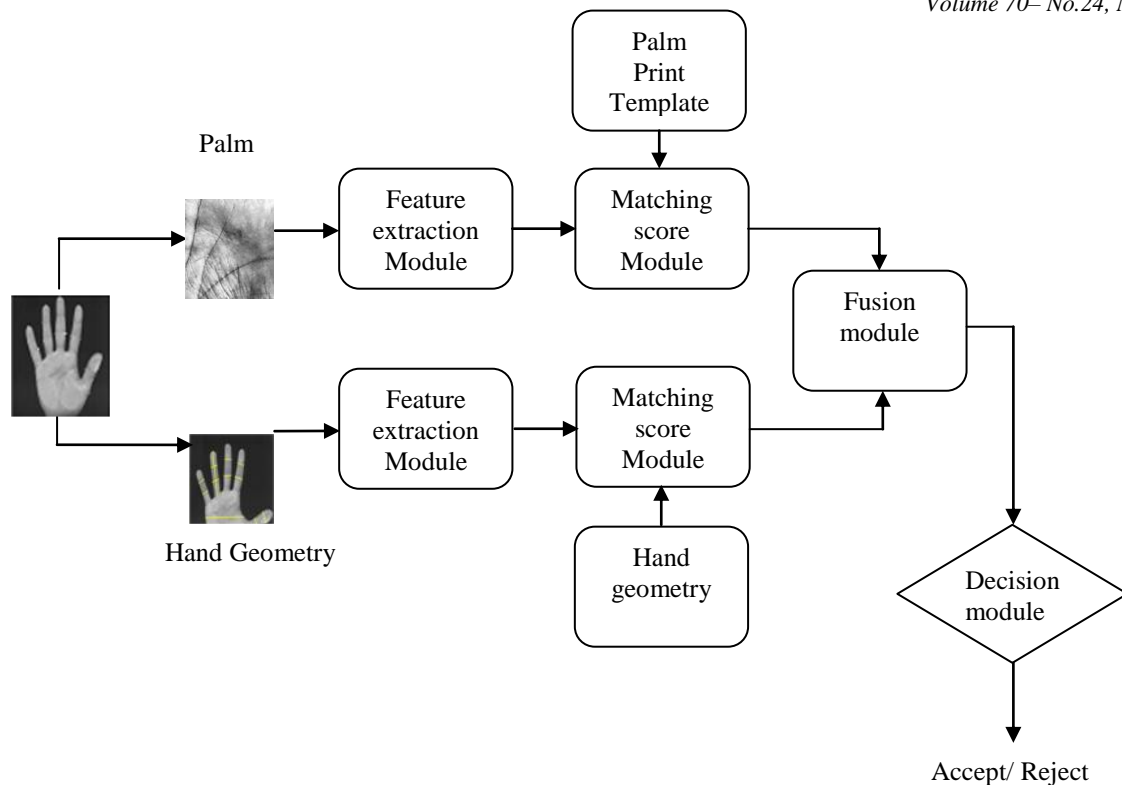 Volume 70– No.24,
Palm
Print
Template
Palm
Feature
extraction
Module
Matching
score
Module
Fusion
module
Feature
extraction
Module
Matching
score
Module
Hand Geometry
Hand
geometry
Decision
module
Accept/ Reject